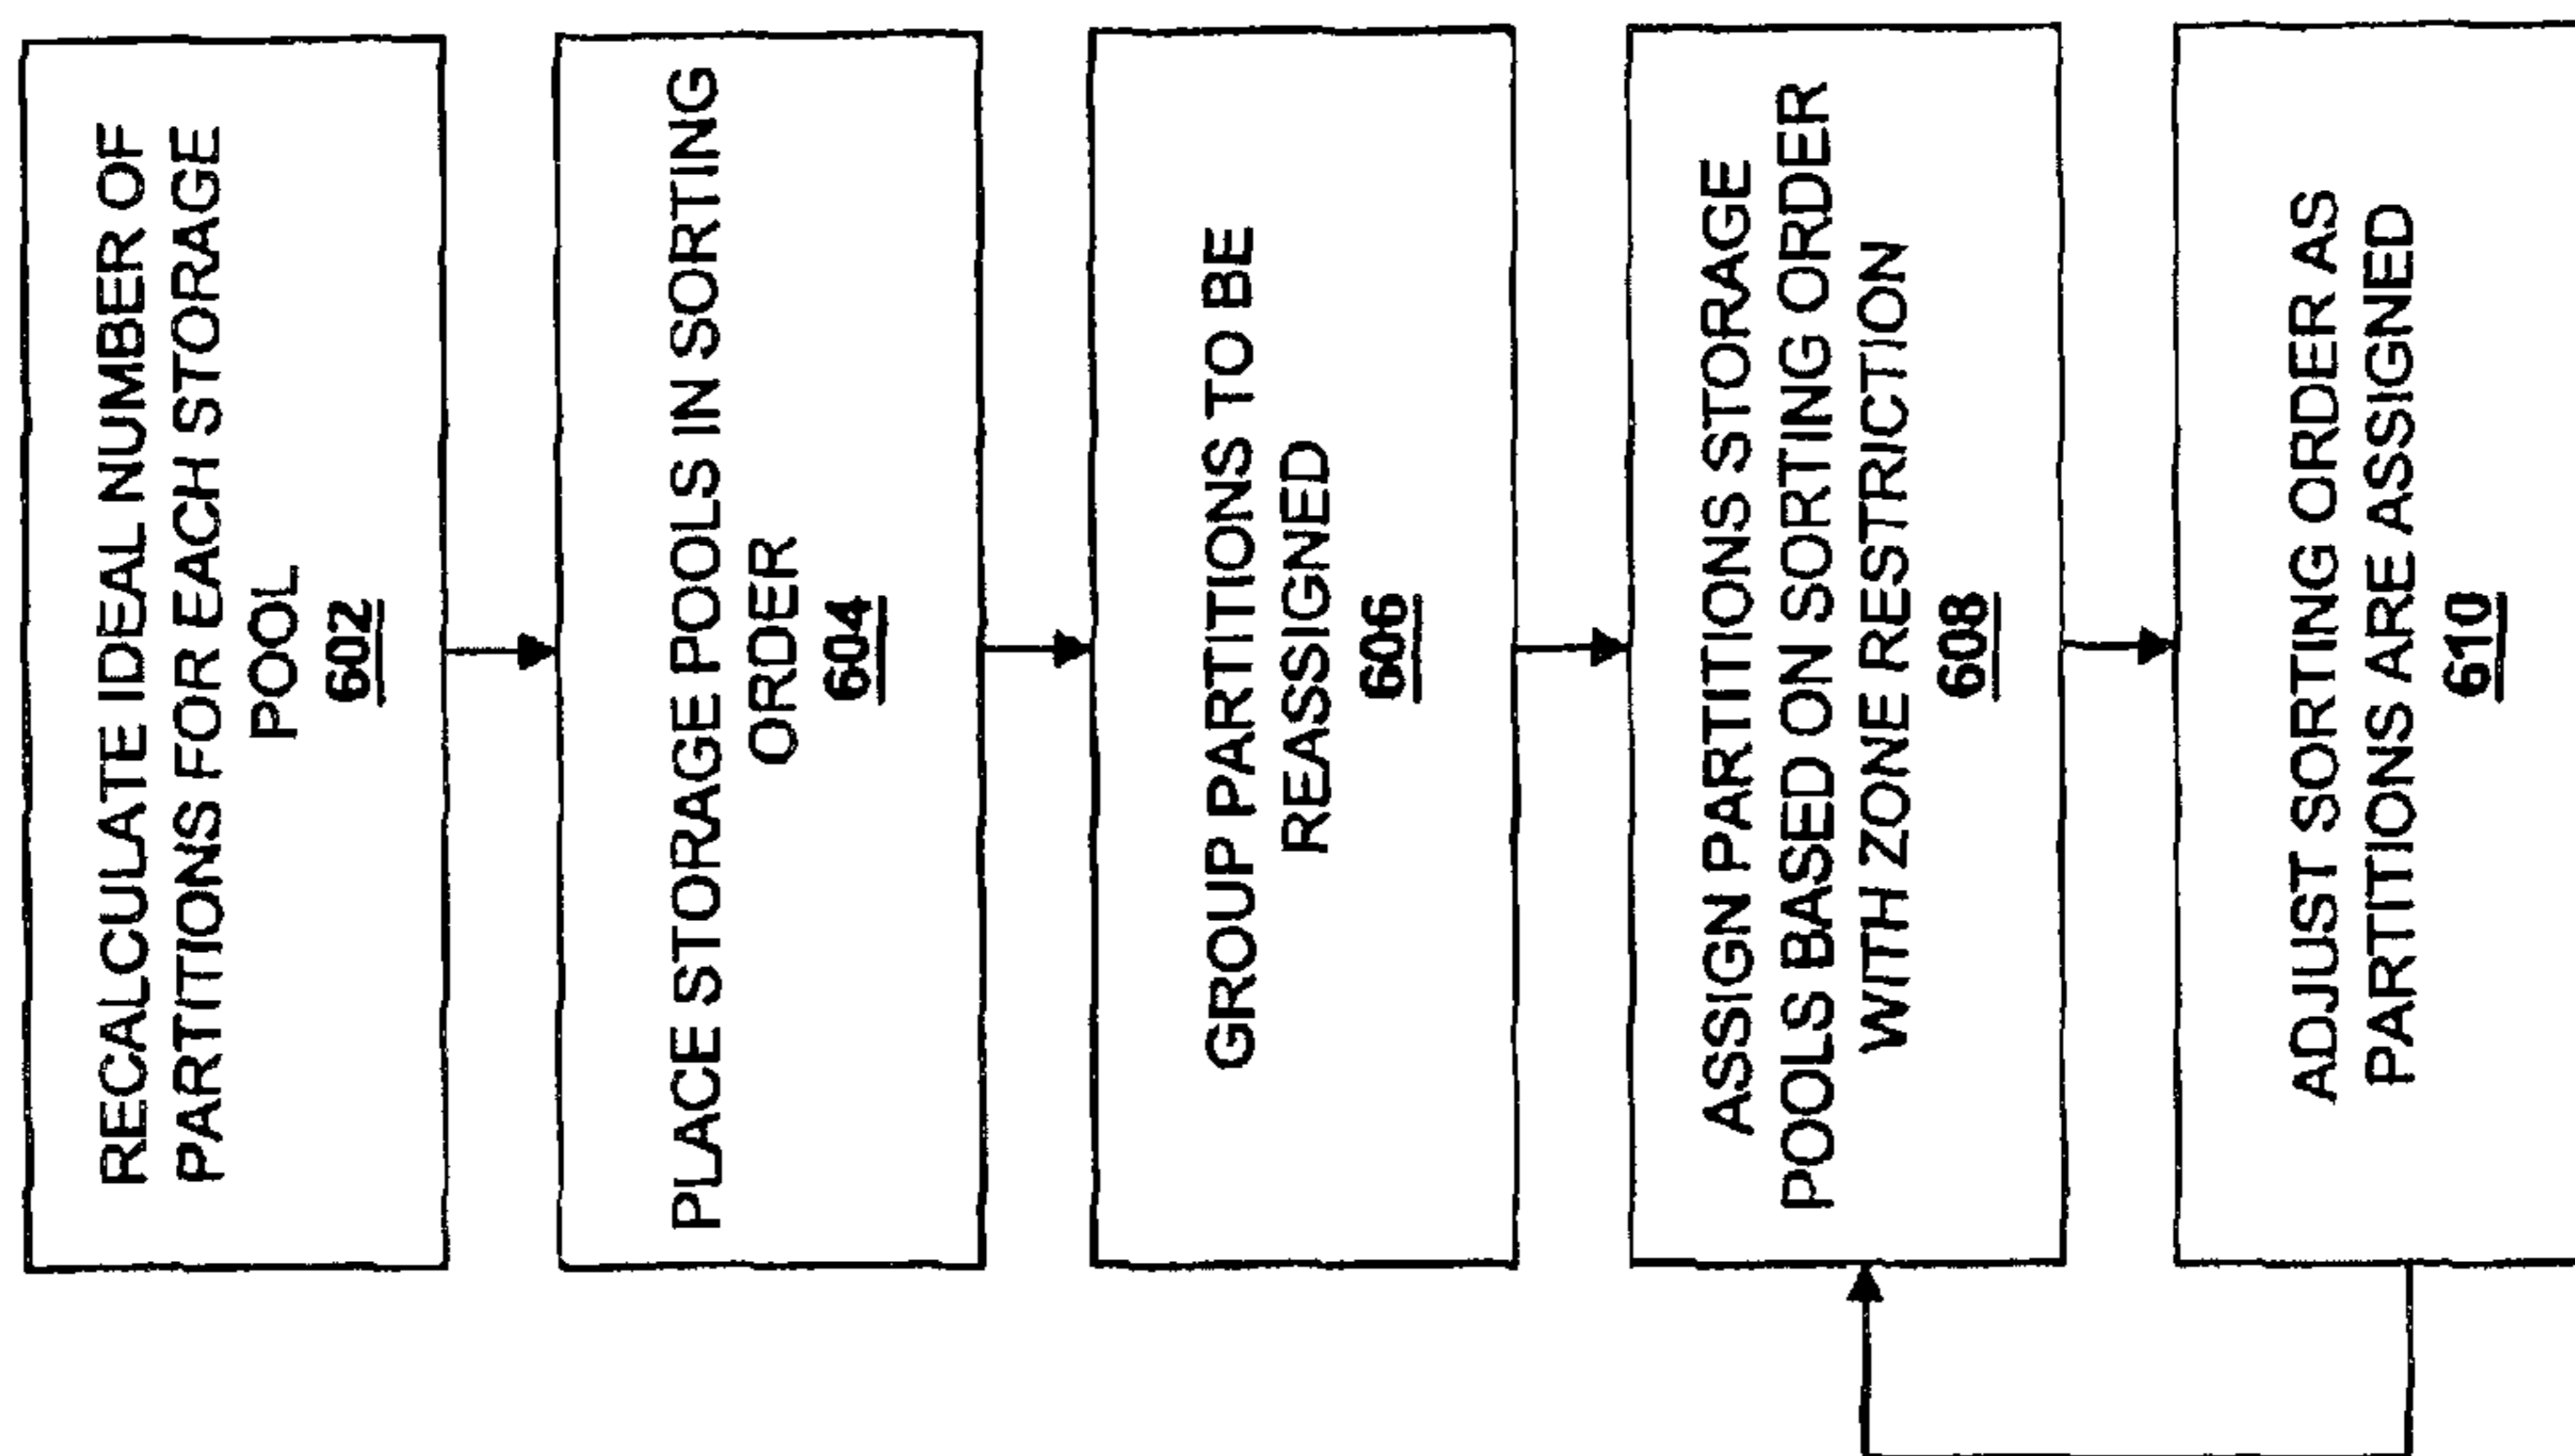 RECALCULATE IDEAL NUMBER OF
PARTITIONS FOR EACH STORAGE
POOL
602
PLACE STORAGE POOLS IN SORTING
ORDER
604
GROUP PARTITIONS TO BE
REASSIGNED
606
ASSIGN PARTITIONS STORAGE
POOLS BASED ON SORTING ORDER
WITH ZONE RESTRICTION
608
ADJUST SORTING ORDER AS
PARTITIONS ARE ASSIGNED
610